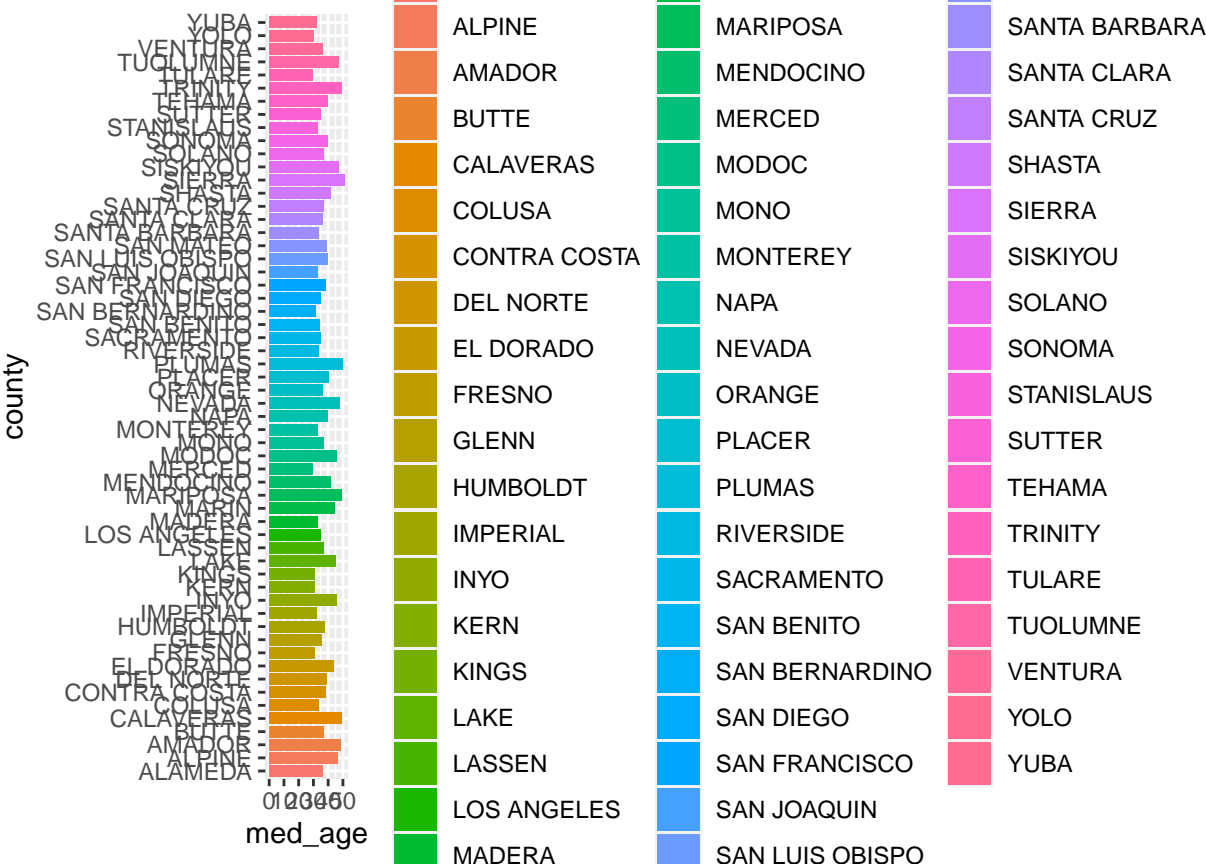 county
YUBA
YOLO
VENTURA
TUOLUMNE
TULARE
TRINITY
TEHAMA
SUTTER
STANISLAUS
SONOMA
SOLANO
SISKIYOU
SIERRA
SHASTA
SANTA CRUZ
SANTA CLARA
SANTA BARBARA
SAN MATEO
SAN LUIS OBISPO
SAN JOAQUIN
SAN FRANCISCO
SAN DIEGO
SAN BERNARDINO
SAN BENITO
SACRAMENTO
RIVERSIDE
PLUMAS
PLACER
ORANGE
NEVADA
NAPA
MONTEREY
MONO
MODOC
MERCED
MENDOCINO
MARIPOSA
MARIN
MADERA
LOS ANGELES
LASSEN
LAKE
KINGS
KERN
INYO
IMPERIAL
HUMBOLDT
GLENN
FRESNO
EL DORADO
DEL NORTE
CONTRA COSTA
COLUSA
CALAVERAS
BUTTE
AMADOR
ALPINE
ALAMEDA
0 10 20 30 40 50
med_age
ALPINE
AMADOR
BUTTE
CALAVERAS
COLUSA
CONTRA COSTA
DEL NORTE
EL DORADO
FRESNO
GLENN
HUMBOLDT
IMPERIAL
INYO
KERN
KINGS
LAKE
LASSEN
LOS ANGELES
MADERA
MARIPOSA
MENDOCINO
MERCED
MODOC
MONO
MONTEREY
NAPA
NEVADA
ORANGE
PLACER
PLUMAS
RIVERSIDE
SACRAMENTO
SAN BENITO
SAN BERNARDINO
SAN DIEGO
SAN FRANCISCO
SAN JOAQUIN
SAN LUIS OBISPO
SANTA BARBARA
SANTA CLARA
SANTA CRUZ
SHASTA
SIERRA
SISKIYOU
SOLANO
SONOMA
STANISLAUS
SUTTER
TEHAMA
TRINITY
TULARE
TUOLUMNE
VENTURA
YOLO
YUBA